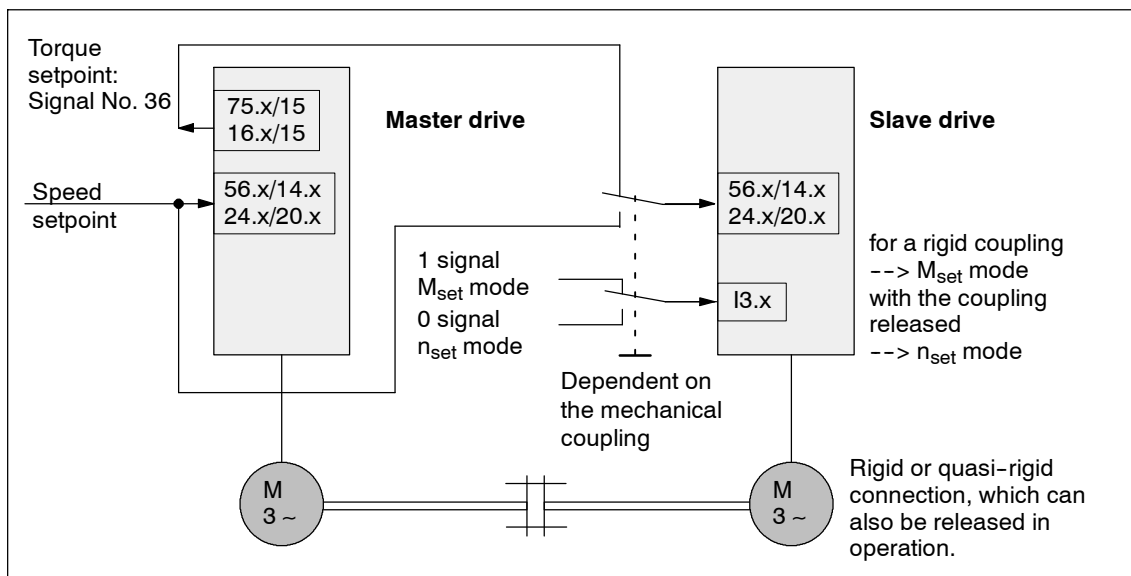 Torque
setpoint:
Signal No. 36
75.x/15
16.x/15
Master drive
Slave drive
Speed
setpoint
56.x/14.x
24.x/20.x
56.x/14.x
24.x/20.x
1 signal
Mset mode
0 signal
nset mode
I3.x
for a rigid coupling
--> Mset mode
with the coupling
released
--> nset mode
Dependent on
the mechanical
coupling
M
3 ~
M
3 ~
Rigid or quasi-rigid
connection, which can
also be released in
operation.